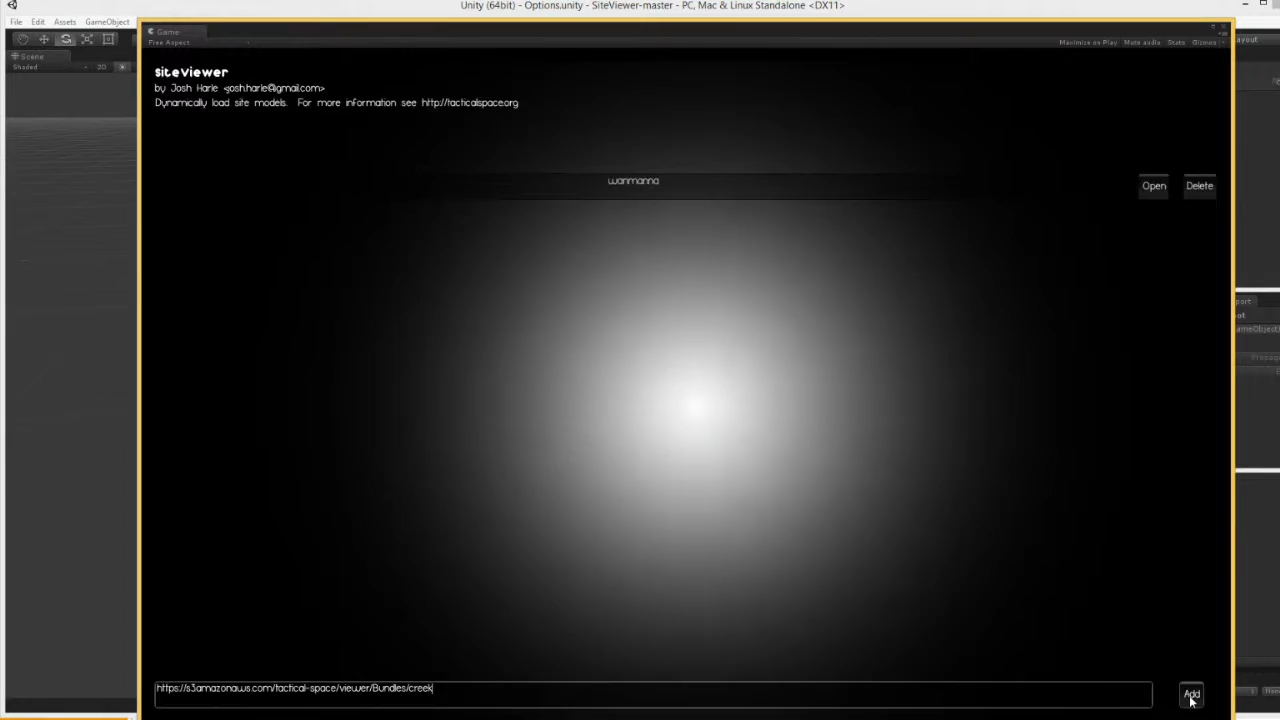 Unity (64bit) - Options.unity - SiteViewer-master - PC, Mac & Linux Standalone <DX11>
File Edit Assets GameObject
Game
Free Aspect
Maximize on Play Mute audio Stats Gizmos
Layout
Scene
Shaded 2D
siteviewer
by Josh Harle <josh.harle@gmail.com>
Dynamically load site models. For more information see http://tacticalspace.org
wanmanna
Open Delete
https://s3.amazonaws.com/tactical-space/viewer/Bundles/creek
Add